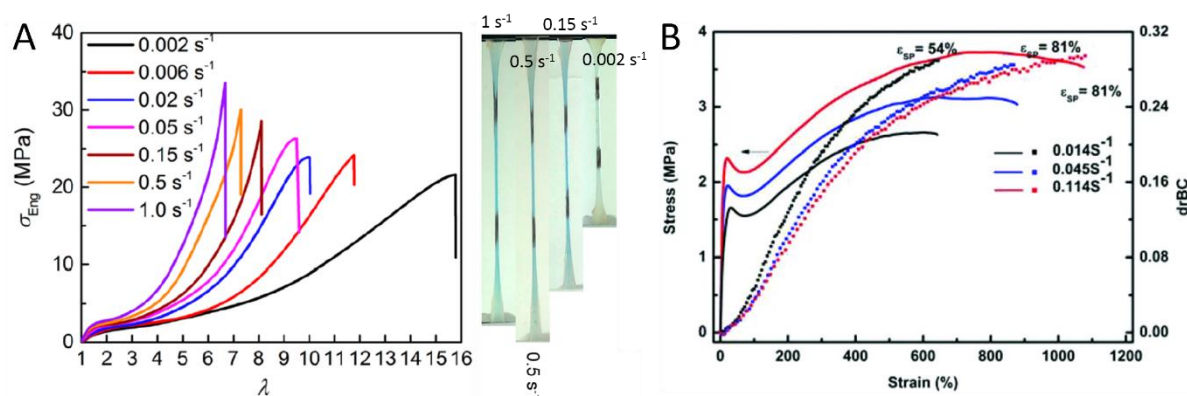 A
40
30
20
10
0
σEng (MPa)
0.002 s⁻¹
0.006 s⁻¹
0.02 s⁻¹
0.05 s⁻¹
0.15 s⁻¹
0.5 s⁻¹
1.0 s⁻¹
1 2 3 4 5 6 7 8 9 10 11 12 13 14 15 16
λ
1 s⁻¹
0.5 s⁻¹
0.15 s⁻¹
0.002 s⁻¹
0.5 s⁻¹
B
6
5
4
3
2
1
0
Stress (MPa)
εSP= 54%
εSP= 81%
εSP= 81%
0.014S⁻¹
0.045S⁻¹
0.114S⁻¹
0.32
0.30
0.24
0.16
0.08
0.00
drBC
0 200 400 600 800 1000 1200
Strain (%)